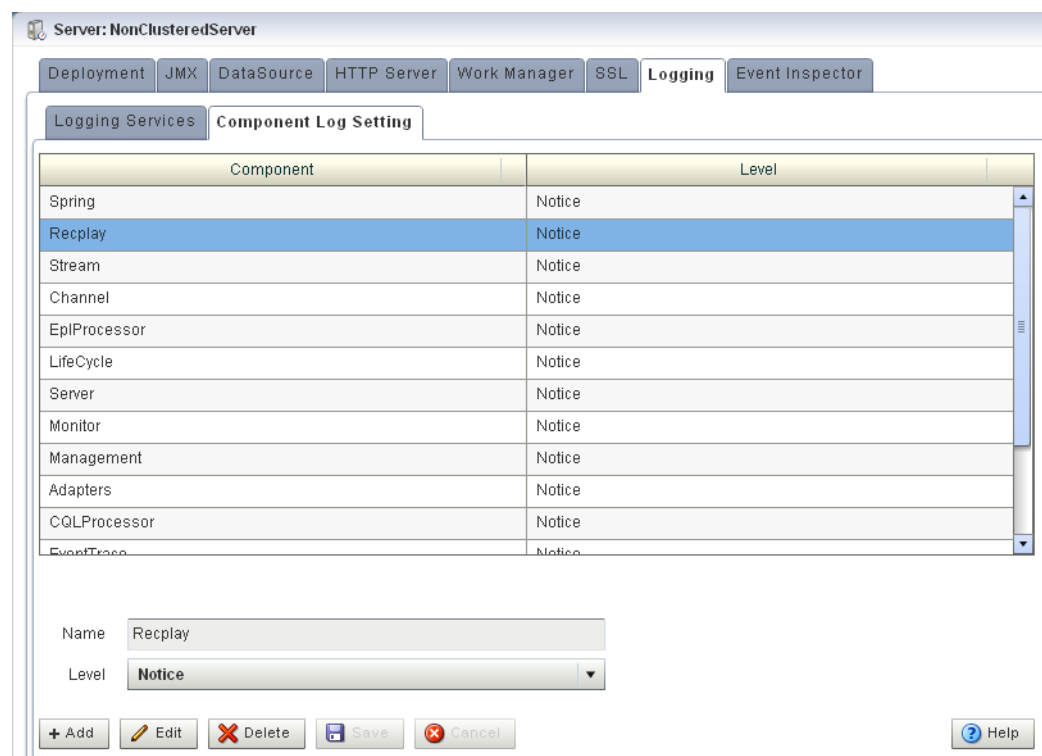 Server: NonClusteredServer
Deployment JMX DataSource HTTP Server Work Manager SSL Logging Event Inspector
Logging Services Component Log Setting
Component Level
Spring Notice
Recplay Notice
Stream Notice
Channel Notice
EplProcessor Notice
LifeCycle Notice
Server Notice
Monitor Notice
Management Notice
Adapters Notice
CQLProcessor Notice
EventTrace Notice
Name Recplay
Level Notice
+ Add Edit Delete Save Cancel Help